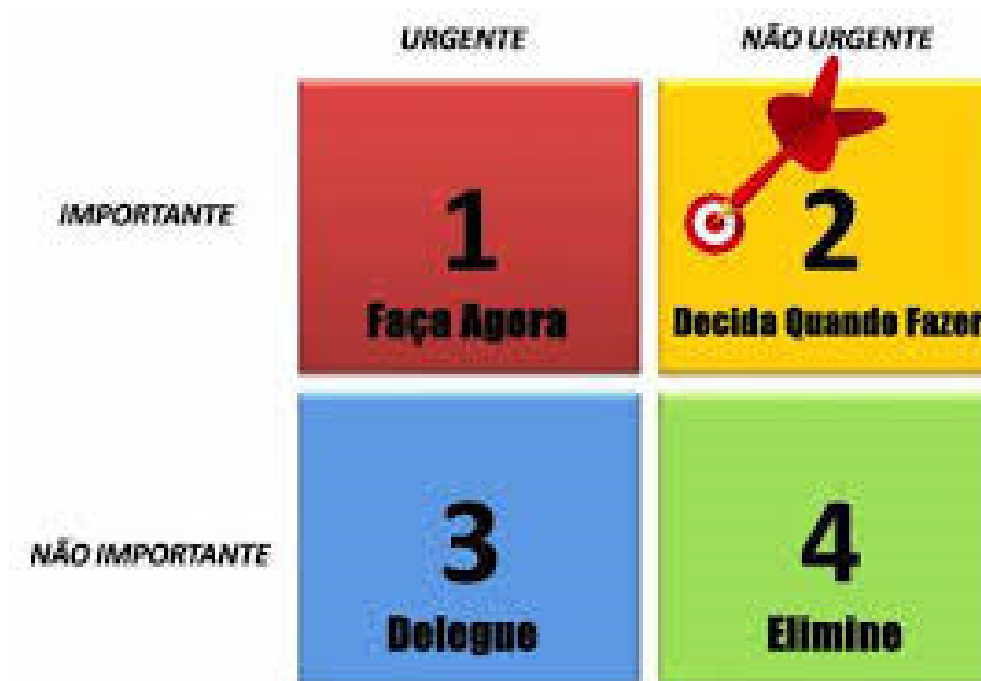 URGENTE
NÃO URGENTE
IMPORTANTE
1
Faça Agora
2
Decida Quando Fazer
NÃO IMPORTANTE
3
Delegue
4
Elimine